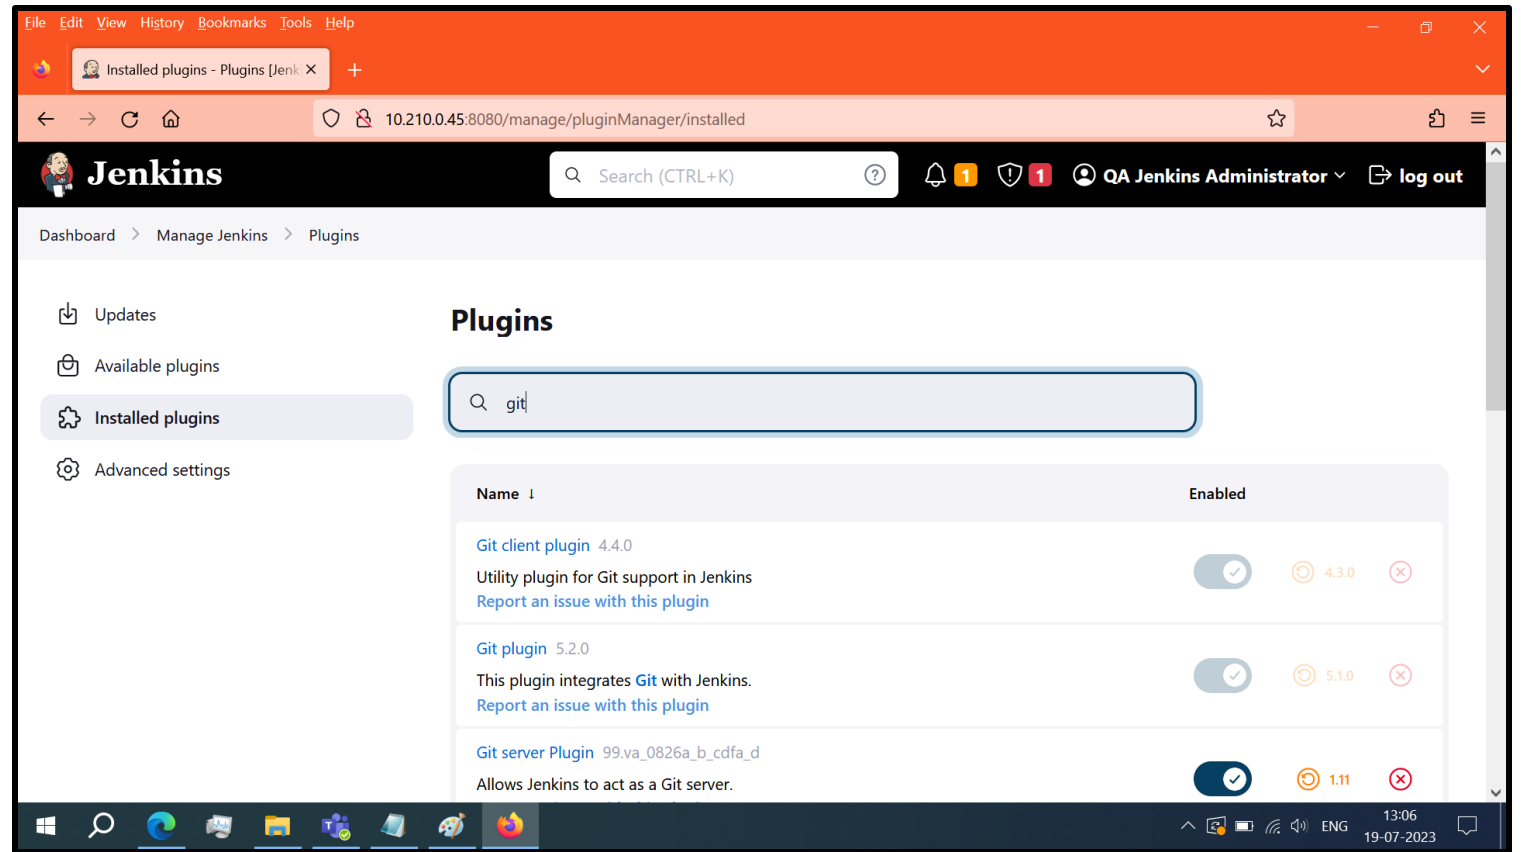 File Edit View History Bookmarks Tools Help
Installed plugins - Plugins [Jenk
10.210.0.45:8080/manage/pluginManager/installed
Jenkins
Search (CTRL+K)
1
1
QA Jenkins Administrator
log out
Dashboard
Manage Jenkins
Plugins
Updates
Available plugins
Installed plugins
Advanced settings
Plugins
git
Name ↓
Enabled
Git client plugin 4.4.0
Utility plugin for Git support in Jenkins
Report an issue with this plugin
4.3.0
Git plugin 5.2.0
This plugin integrates Git with Jenkins.
Report an issue with this plugin
5.1.0
Git server Plugin 99.va_0826a_b_cdfa_d
Allows Jenkins to act as a Git server.
1.11
ENG
13:06
19-07-2023